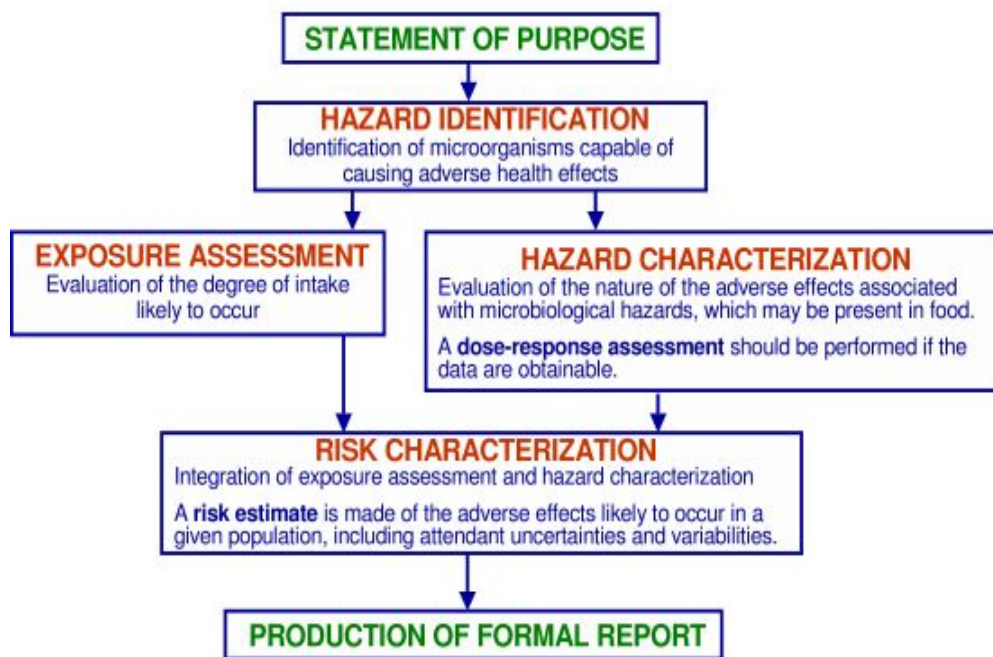 STATEMENT OF PURPOSE
HAZARD IDENTIFICATION
Identification of microorganisms capable of
causing adverse health effects
EXPOSURE ASSESSMENT
Evaluation of the degree of intake
likely to occur
HAZARD CHARACTERIZATION
Evaluation of the nature of the adverse effects associated
with microbiological hazards, which may be present in food.
A dose-response assessment should be performed if the
data are obtainable.
RISK CHARACTERIZATION
Integration of exposure assessment and hazard characterization
A risk estimate is made of the adverse effects likely to occur in a
given population, including attendant uncertainties and variabilities.
PRODUCTION OF FORMAL REPORT